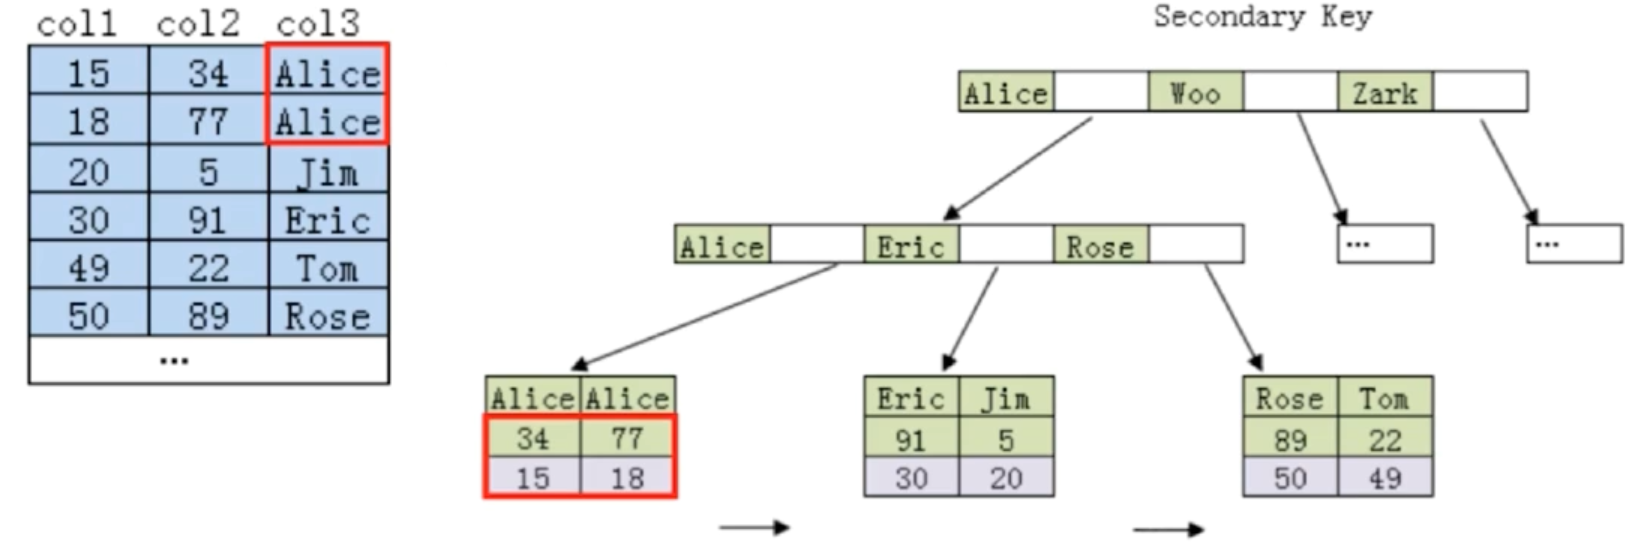 col1 col2 col3
15 34 Alice
18 77 Alice
20 5 Jim
30 91 Eric
49 22 Tom
50 89 Rose
...
Secondary Key
Alice Woo Zark
Alice Eric Rose
... ...
Alice Alice
34 77
15 18
Eric Jim
91 5
30 20
Rose Tom
89 22
50 49